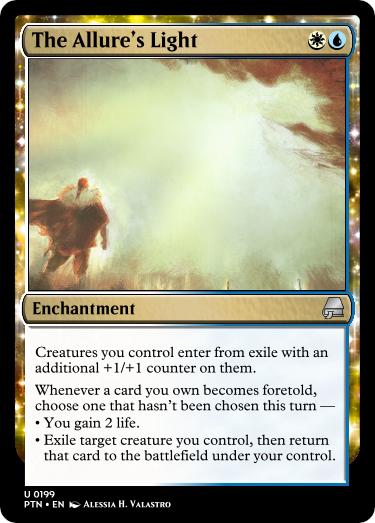 The Allure's Light
Enchantment
Creatures you control enter from exile with an
additional +1/+1 counter on them.
Whenever a card you own becomes foretold,
choose one that hasn't been chosen this turn —
• You gain 2 life.
• Exile target creature you control, then return
that card to the battlefield under your control.
U 0199
PTN • EN ALESSIA H. VALASTRO